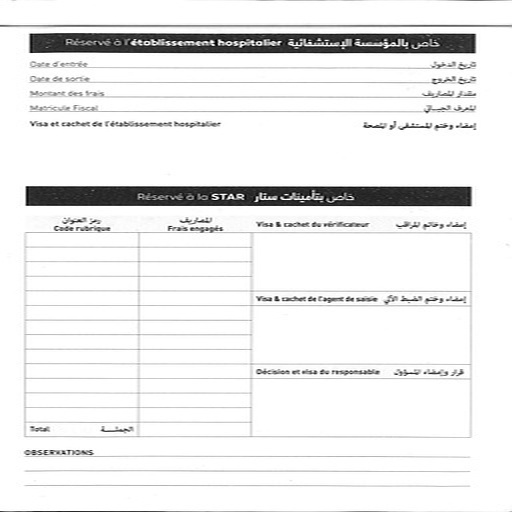 Réservé à l'établissement hospitalier خاص بالمؤسسة الإستشفائية
Date d'entrée تاريخ الدخول
Date de sortie تاريخ الخروج
Montant des frais مقدار المصاريف
Matricule Fiscal المعرف الجبائي
Visa et cachet de l'établissement hospitalier إمضاء وختم المستشفى أو المصحة
Réservé à la STAR خاص بتأمينات ستار
رمز العنوان المصاريف
Code rubrique Frais engagés Visa & cachet du vérificateur إمضاء وخاتم المراقب
Visa & cachet de l'agent de saisie إمضاء وختم الضبط الآلي
Décision et visa du responsable قرار وإمضاء المسؤول
Total الجملة
OBSERVATIONS